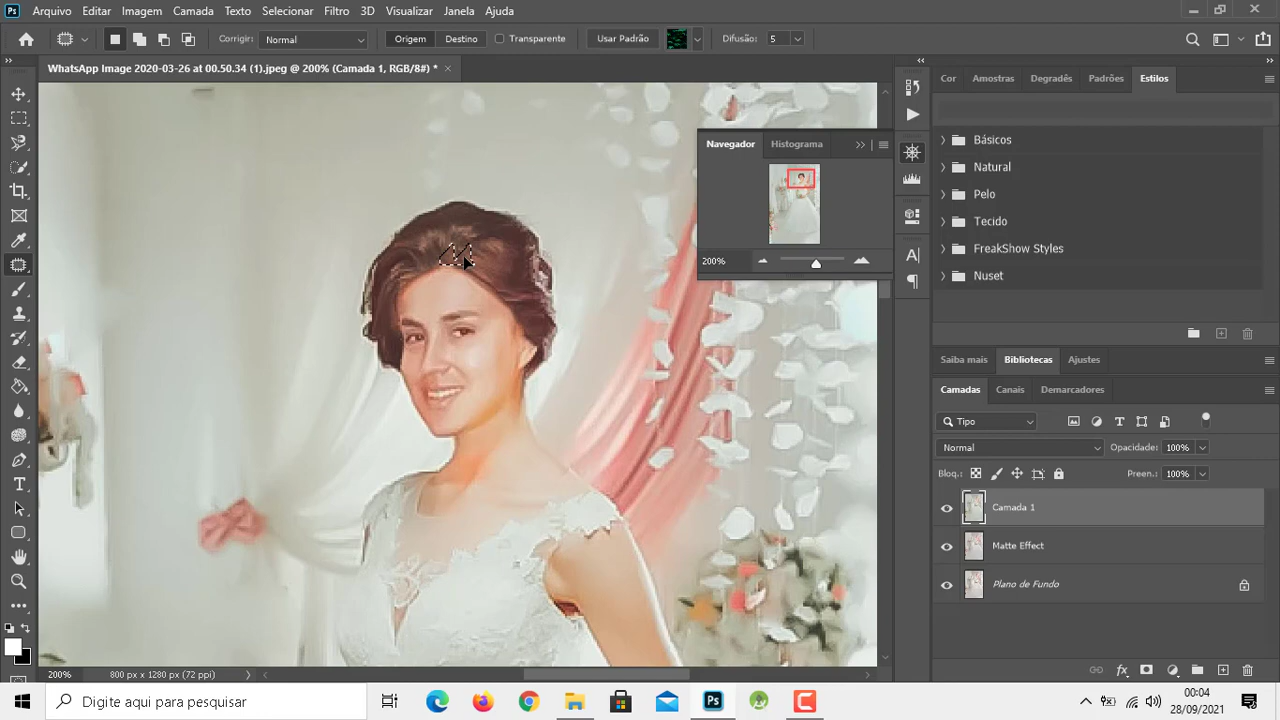 Ps Arquivo Editar Imagem Camada Texto Selecionar Filtro 3D Visualizar Janela Ajuda
Corrigir: Normal Origem Destino Transparente Usar Padrão Difusão: 5
WhatsApp Image 2020-03-26 at 00.50.34 (1).jpeg @ 200% (Camada 1, RGB/8#) * ×
Cor Amostras Degradês Padrões Estilos
Navegador Histograma
200%
Básicos
Natural
Pelo
Tecido
FreakShow Styles
Nuset
Saiba mais Bibliotecas Ajustes
Camadas Canais Demarcadores
Tipo
Normal Opacidade: 100%
Bloq.: Preen.: 100%
Camada 1
Matte Effect
Plano de Fundo
200% 800 px x 1280 px (72 ppi)
Digite aqui para pesquisar
Ps
00:04
28/09/2021